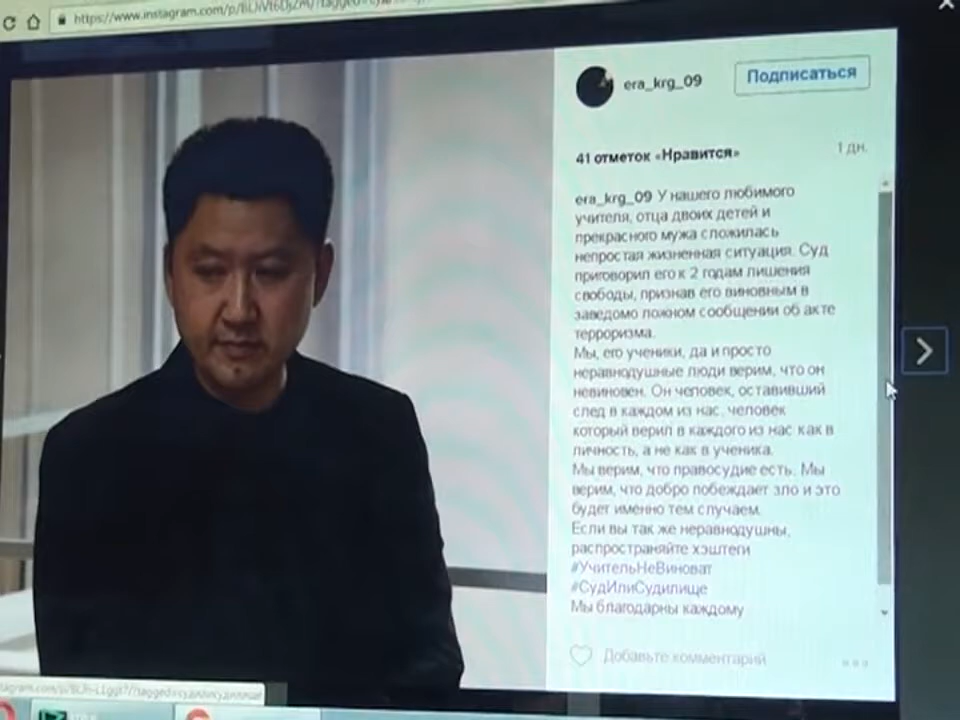 https://www.instagram.com/p/
era_krg_09
Подписаться
41 отметок «Нравится»
1 дн.
era_krg_09 У нашего любимого
учителя, отца двоих детей и
прекрасного мужа сложилась
непростая жизненная ситуация. Суд
приговорил его к 2 годам лишения
свободы, признав его виновным в
заведомо ложном сообщении об акте
терроризма.
Мы, его ученики, да и просто
неравнодушные люди верим, что он
невиновен. Он человек, оставивший
след в каждом из нас, человек
который верил в каждого из нас как в
личность, а не как в ученика.
Мы верим, что правосудие есть. Мы
верим, что добро побеждает зло и это
будет именно тем случаем.
Если вы так же неравнодушны,
распространяйте хэштеги
#УчительНеВиноват
#СудИлиСудилище
Мы благодарны каждому
Добавьте комментарий